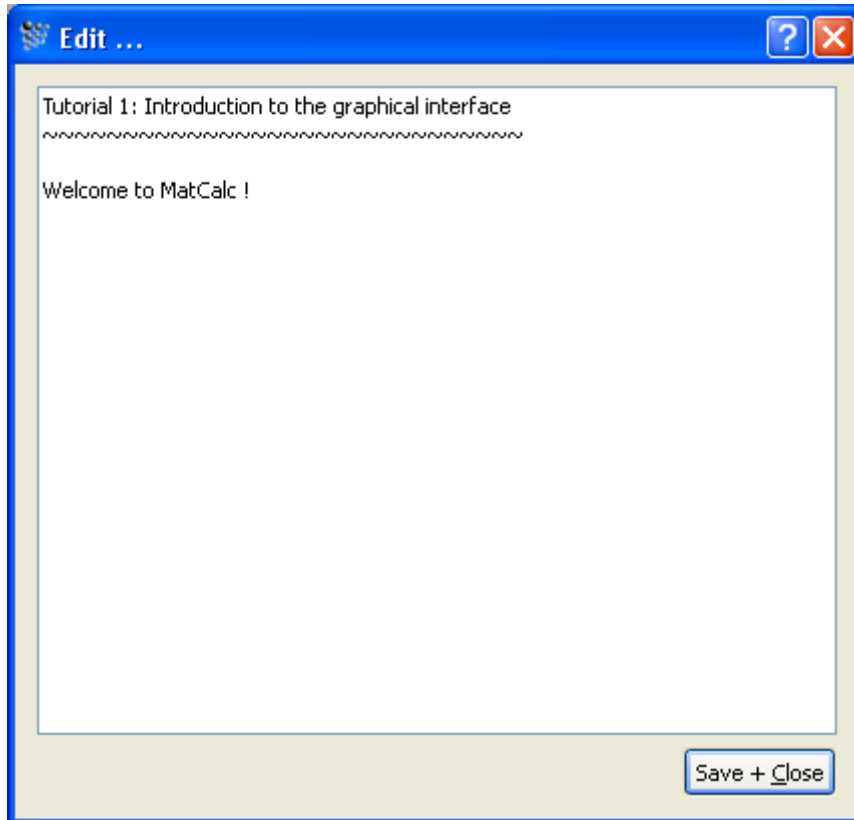 Edit ...
?
Tutorial 1: Introduction to the graphical interface
~~~~~~~~~~~~~~~~~~~~~~~~~~~~~~
Welcome to MatCalc !
Save + Close